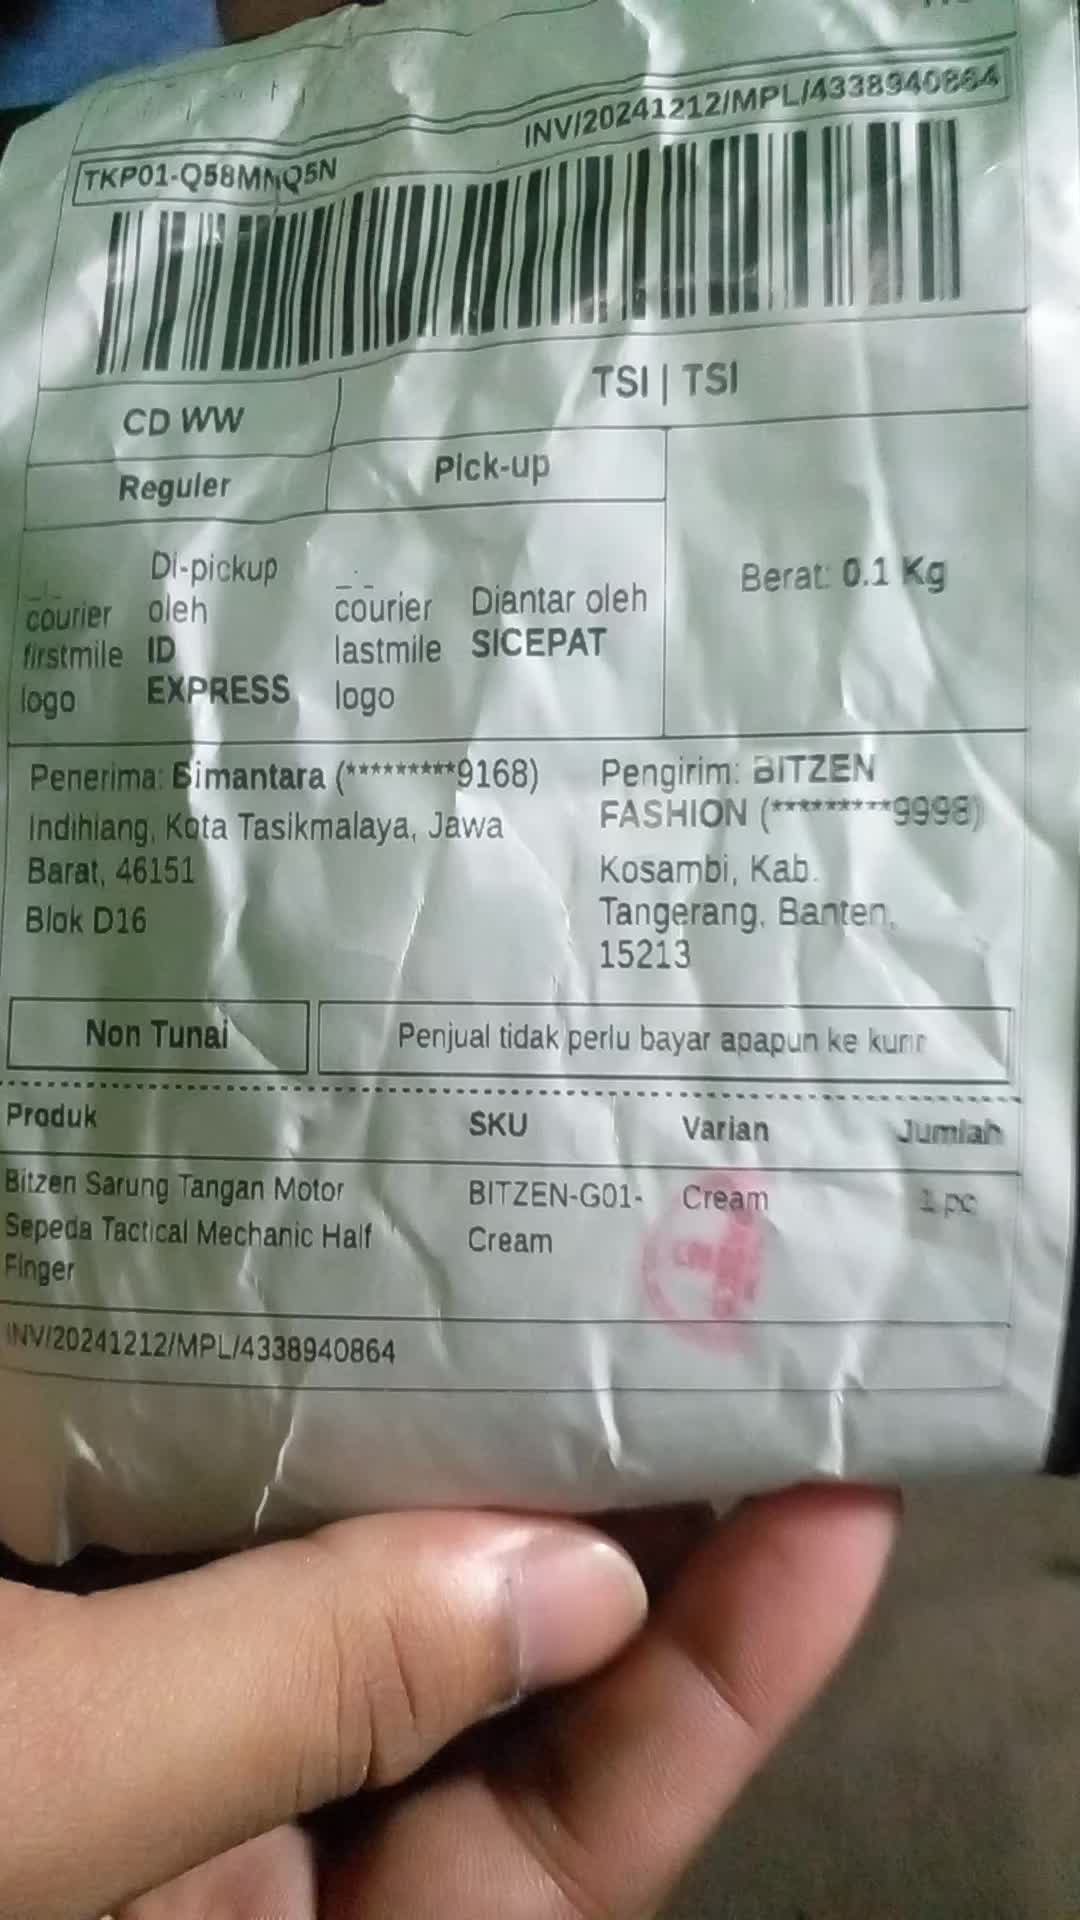 INV/20241212/MPL/4338940864
TKP01-Q58MNQ5N
TSI | TSI
CD WW
Reguler
Pick-up
Di-pickup
courier oleh
firstmile ID
logo EXPRESS
courier Diantar oleh
lastmile SICEPAT
logo
Berat: 0.1 Kg
Penerima: Bimantara (*********9168)
Indihiang, Kota Tasikmalaya, Jawa
Barat, 46151
Blok D16
Pengirim: BITZEN
FASHION (*********9998)
Kosambi, Kab.
Tangerang, Banten,
15213
Non Tunai
Penjual tidak perlu bayar apapun ke kurir
Produk SKU Varian Jumlah
Bitzen Sarung Tangan Motor
Sepeda Tactical Mechanic Half
Finger
BITZEN-G01-
Cream
Cream
1 pc
INV/20241212/MPL/4338940864